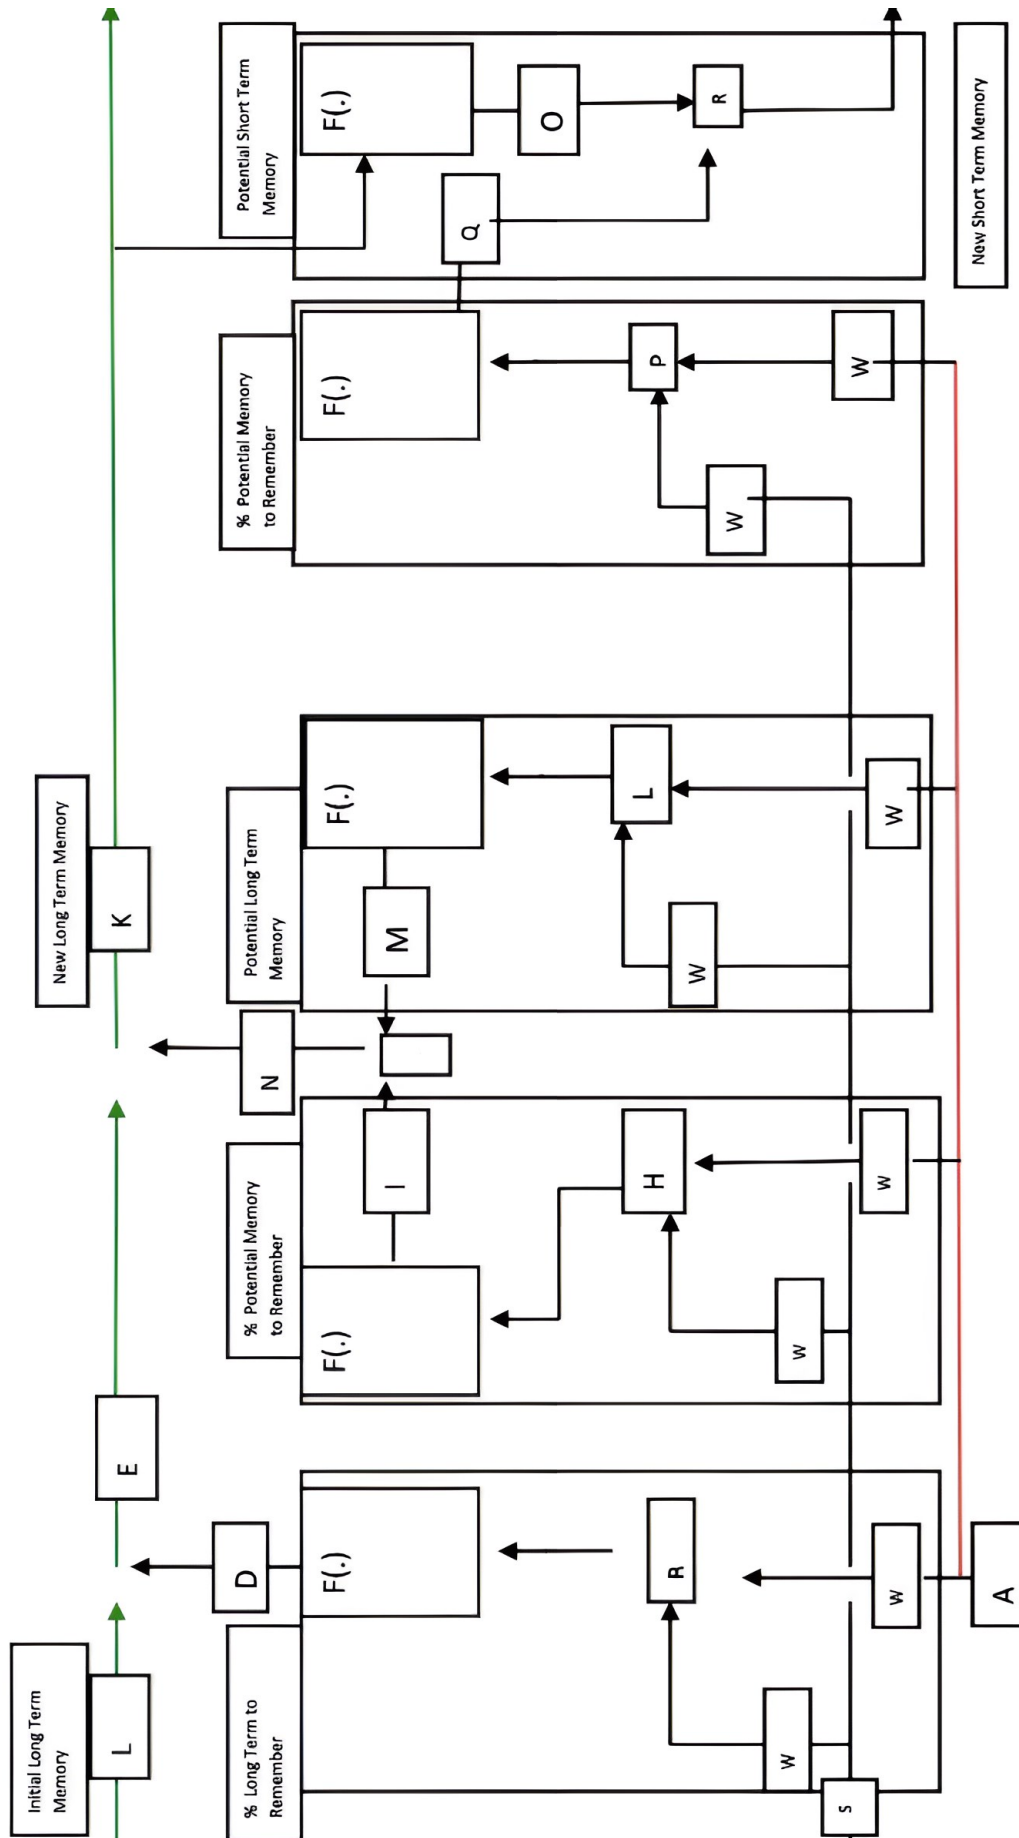 Initial Long Term
Memory
New Long Term Memory
L
E
K
D
N
% Long Term to
Remember
% Potential Memory
to Remember
Potential Long Term
Memory
% Potential Memory
to Remember
Potential Short Term
Memory
F(.)
F(.)
F(.)
F(.)
F(.)
I
M
Q
O
R
H
L
P
R
W
W
W
W
S
W
W
W
W
New Short Term Memory
A